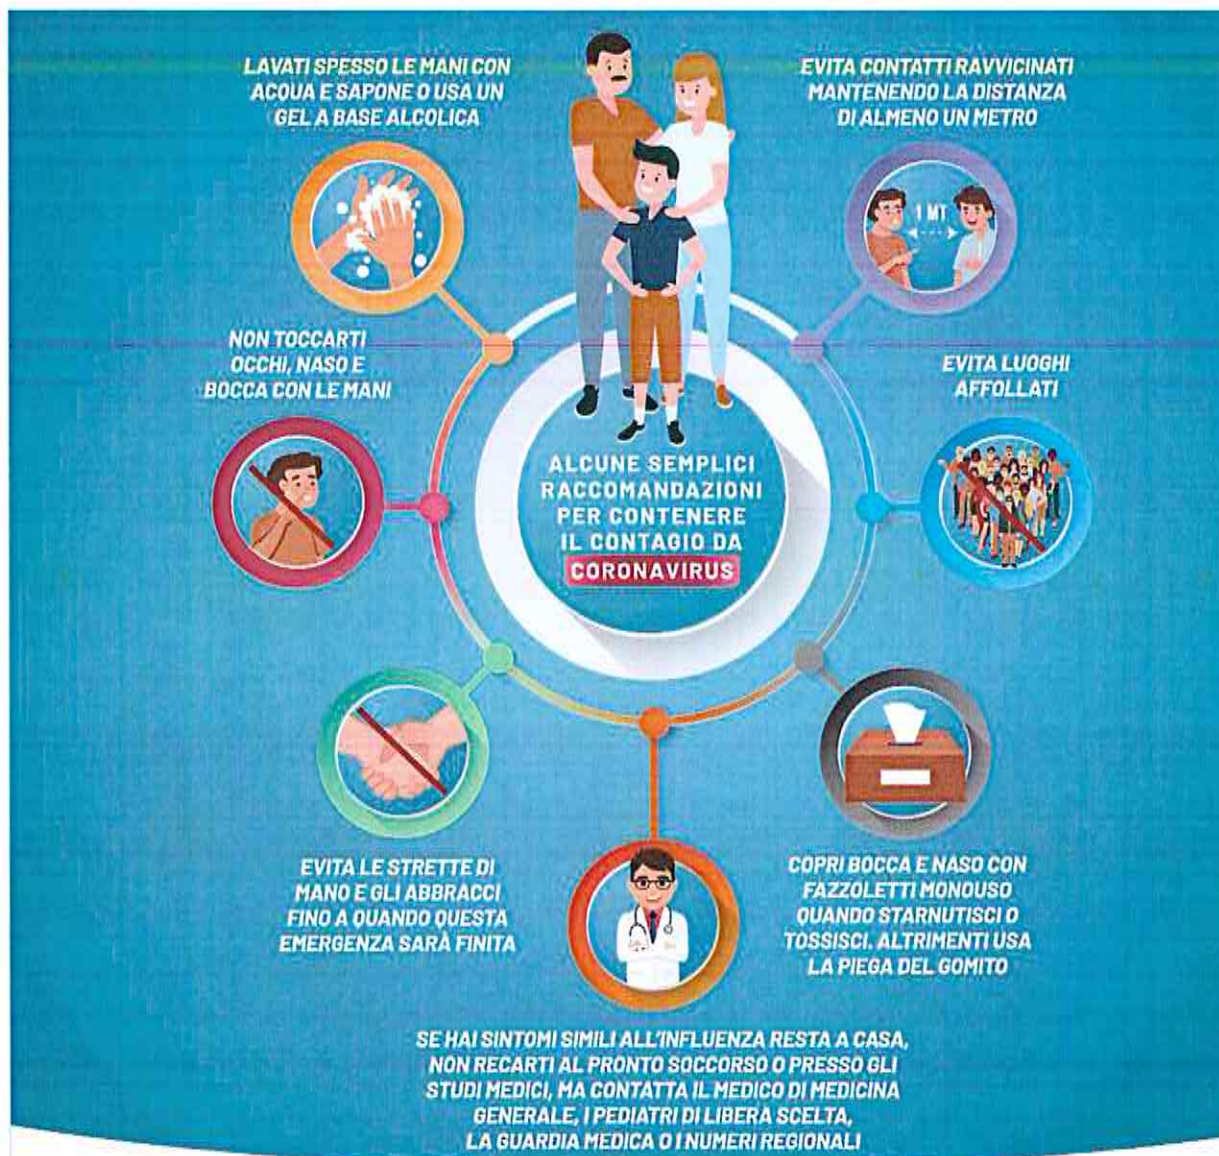 LAVATI SPESSO LE MANI CON
ACQUA E SAPONE O USA UN
GEL A BASE ALCOLICA
EVITA CONTATTI RAVVICINATI
MANTENENDO LA DISTANZA
DI ALMENO UN METRO
1 MT
NON TOCCARTI
OCCHI, NASO E
BOCCA CON LE MANI
EVITA LUOGHI
AFFOLLATI
ALCUNE SEMPLICI
RACCOMANDAZIONI
PER CONTENERE
IL CONTAGIO DA
CORONAVIRUS
EVITA LE STRETTE DI
MANO E GLI ABBRACCI
FINO A QUANDO QUESTA
EMERGENZA SARÀ FINITA
COPRI BOCCA E NASO CON
FAZZOLETTI MONOUSO
QUANDO STARNUTISCI O
TOSSISCI. ALTRIMENTI USA
LA PIEGA DEL GOMITO
SE HAI SINTOMI SIMILI ALL'INFLUENZA RESTA A CASA,
NON RECARTI AL PRONTO SOCCORSO O PRESSO GLI
STUDI MEDICI, MA CONTATTA IL MEDICO DI MEDICINA
GENERALE, I PEDIATRI DI LIBERA SCELTA,
LA GUARDIA MEDICA O I NUMERI REGIONALI